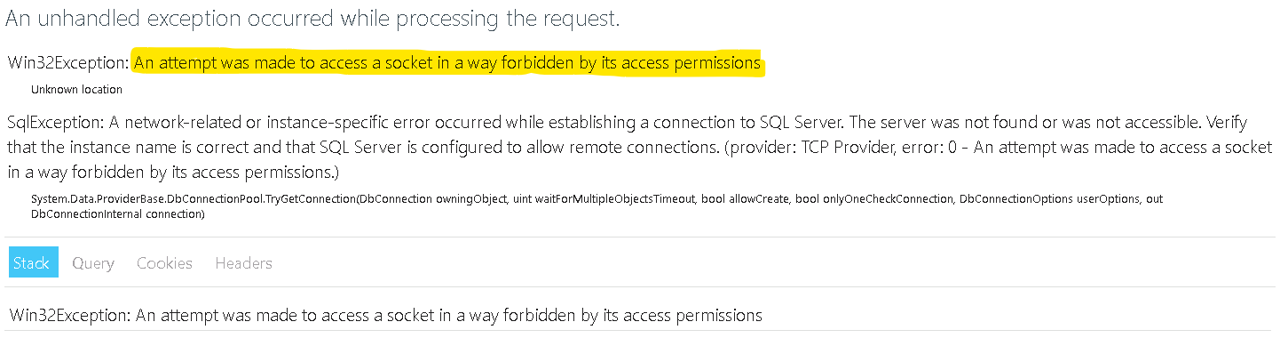 An unhandled exception occurred while processing the request.
Win32Exception: An attempt was made to access a socket in a way forbidden by its access permissions
Unknown location
SqlException: A network-related or instance-specific error occurred while establishing a connection to SQL Server. The server was not found or was not accessible. Verify
that the instance name is correct and that SQL Server is configured to allow remote connections. (provider: TCP Provider, error: 0 - An attempt was made to access a socket
in a way forbidden by its access permissions.)
System.Data.ProviderBase.DbConnectionPool.TryGetConnection(DbConnection owningObject, uint waitForMultipleObjectsTimeout, bool allowCreate, bool onlyOneCheckConnection, DbConnectionOptions userOptions, out
DbConnectionInternal connection)
Stack Query Cookies Headers
Win32Exception: An attempt was made to access a socket in a way forbidden by its access permissions